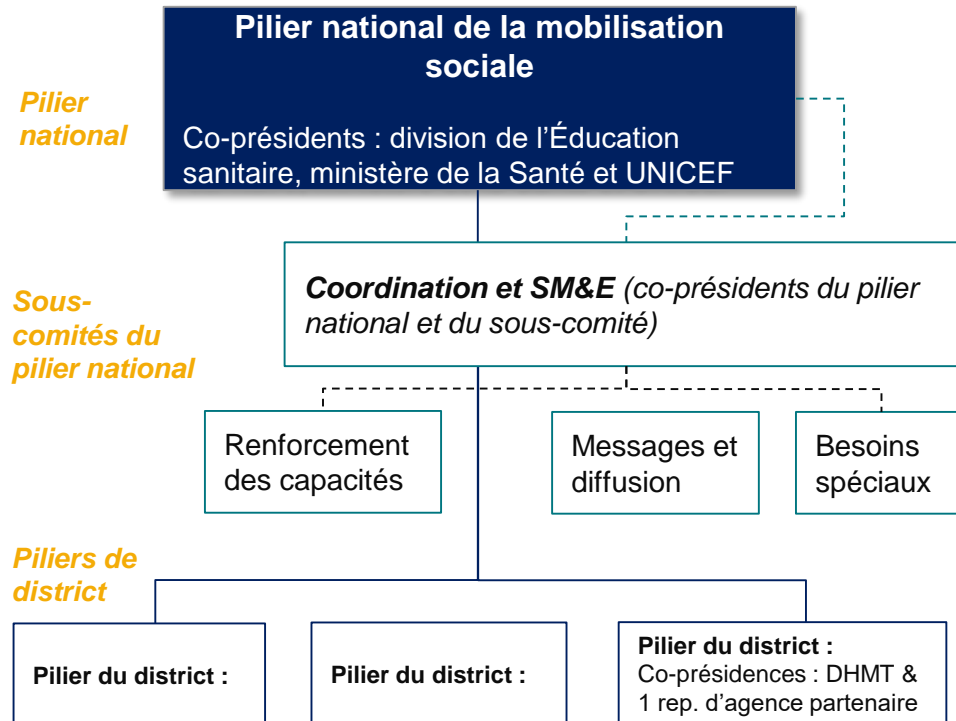 Pilier national de la mobilisation
sociale
Pilier
national
Co-présidents : division de l’Éducation
sanitaire, ministère de la Santé et UNICEF
Sous-
comités du
pilier national
Coordination et SM&E (co-présidents du pilier
national et du sous-comité)
Renforcement
des capacités
Messages et
diffusion
Besoins
spéciaux
Piliers de
district
Pilier du district :
Pilier du district :
Pilier du district :
Co-présidences : DHMT &
1 rep. d’agence partenaire